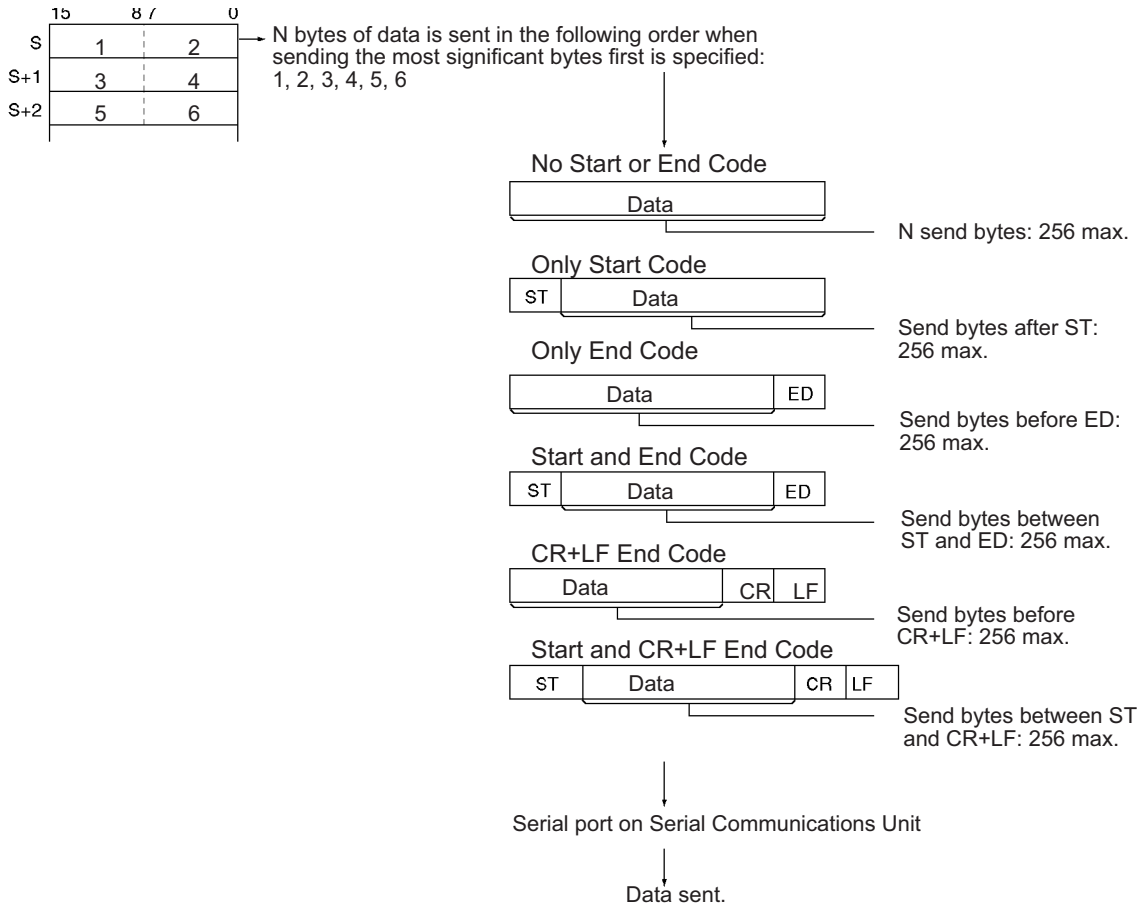 15 8 7 0
S 1 2
S+1 3 4
S+2 5 6
N bytes of data is sent in the following order when
sending the most significant bytes first is specified:
1, 2, 3, 4, 5, 6
No Start or End Code
Data
N send bytes: 256 max.
Only Start Code
ST Data
Send bytes after ST:
256 max.
Only End Code
Data ED
Send bytes before ED:
256 max.
Start and End Code
ST Data ED
Send bytes between
ST and ED: 256 max.
CR+LF End Code
Data CR LF
Send bytes before
CR+LF: 256 max.
Start and CR+LF End Code
ST Data CR LF
Send bytes between ST
and CR+LF: 256 max.
Serial port on Serial Communications Unit
Data sent.